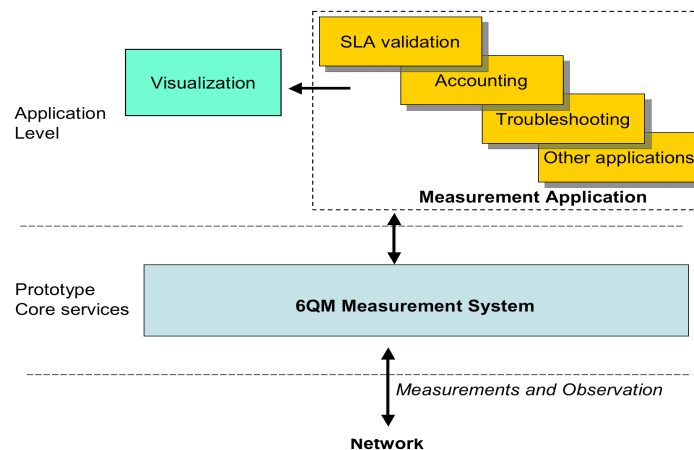 SLA validation
Visualization
Accounting
Application
Level
Troubleshooting
Other applications
Measurement Application
Prototype
Core services
6QM Measurement System
Measurements and Observation
Network